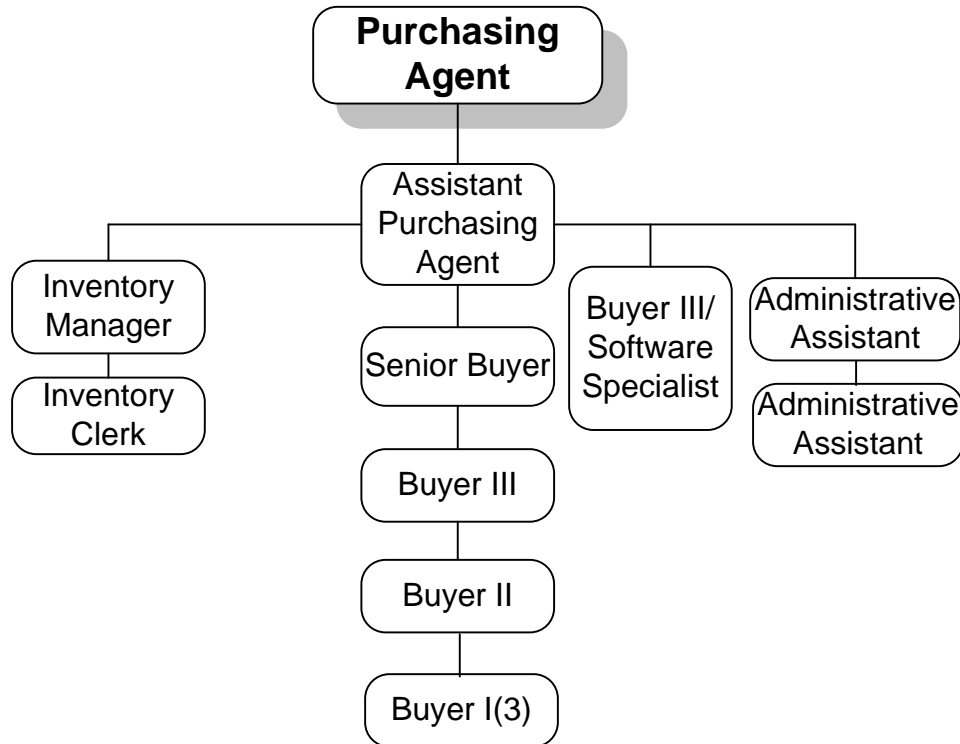 Purchasing
Agent
Assistant
Purchasing
Agent
Inventory
Manager
Inventory
Clerk
Senior Buyer
Buyer III
Buyer II
Buyer I(3)
Buyer III/
Software
Specialist
Administrative
Assistant
Administrative
Assistant